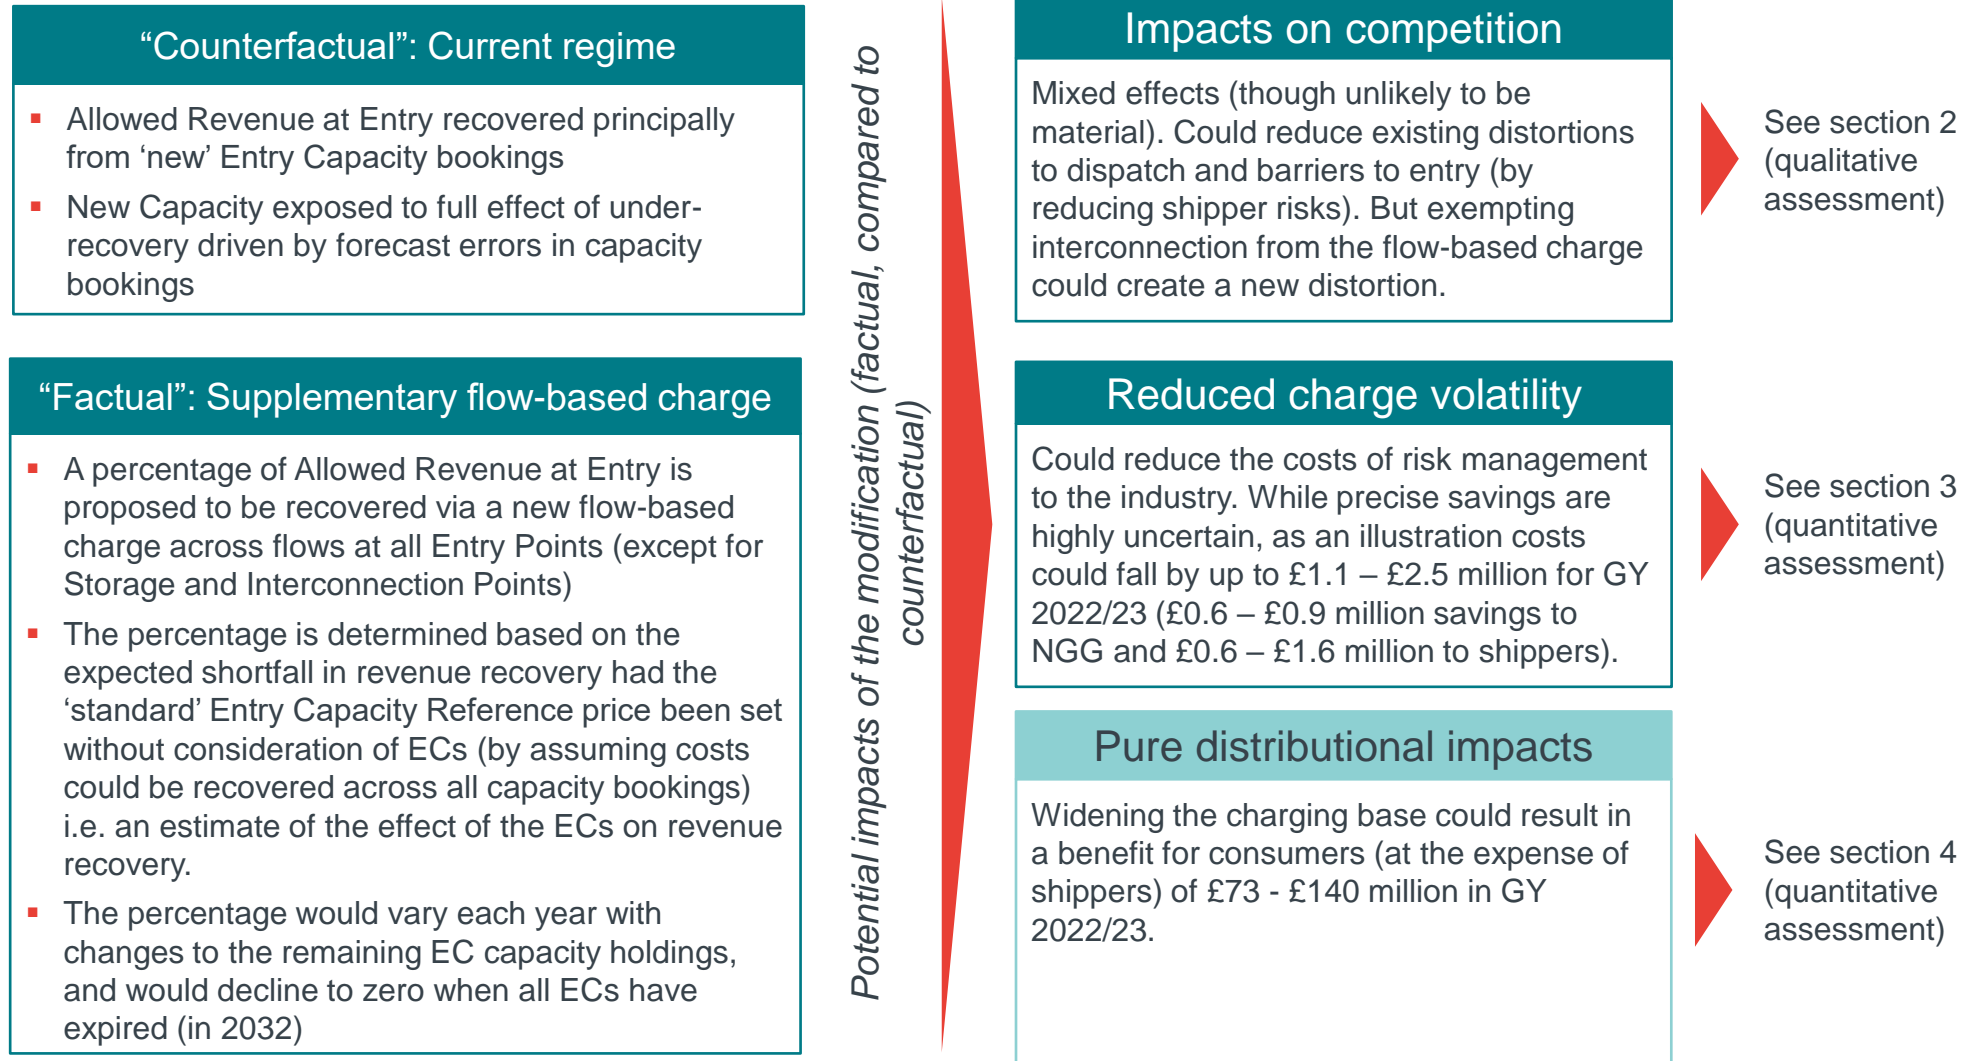 “Counterfactual”: Current regime
▪ Allowed Revenue at Entry recovered principally
from ‘new’ Entry Capacity bookings
▪ New Capacity exposed to full effect of under-
recovery driven by forecast errors in capacity
bookings
“Factual”: Supplementary flow-based charge
▪ A percentage of Allowed Revenue at Entry is
proposed to be recovered via a new flow-based
charge across flows at all Entry Points (except for
Storage and Interconnection Points)
▪ The percentage is determined based on the
expected shortfall in revenue recovery had the
‘standard’ Entry Capacity Reference price been set
without consideration of ECs (by assuming costs
could be recovered across all capacity bookings)
i.e. an estimate of the effect of the ECs on revenue
recovery.
▪ The percentage would vary each year with
changes to the remaining EC capacity holdings,
and would decline to zero when all ECs have
expired (in 2032)
Potential impacts of the modification (factual, compared to
counterfactual)
Impacts on competition
Mixed effects (though unlikely to be
material). Could reduce existing distortions
to dispatch and barriers to entry (by
reducing shipper risks). But exempting
interconnection from the flow-based charge
could create a new distortion.
See section 2
(qualitative
assessment)
Reduced charge volatility
Could reduce the costs of risk management
to the industry. While precise savings are
highly uncertain, as an illustration costs
could fall by up to £1.1 – £2.5 million for GY
2022/23 (£0.6 – £0.9 million savings to
NGG and £0.6 – £1.6 million to shippers).
See section 3
(quantitative
assessment)
Pure distributional impacts
Widening the charging base could result in
a benefit for consumers (at the expense of
shippers) of £73 - £140 million in GY
2022/23.
See section 4
(quantitative
assessment)